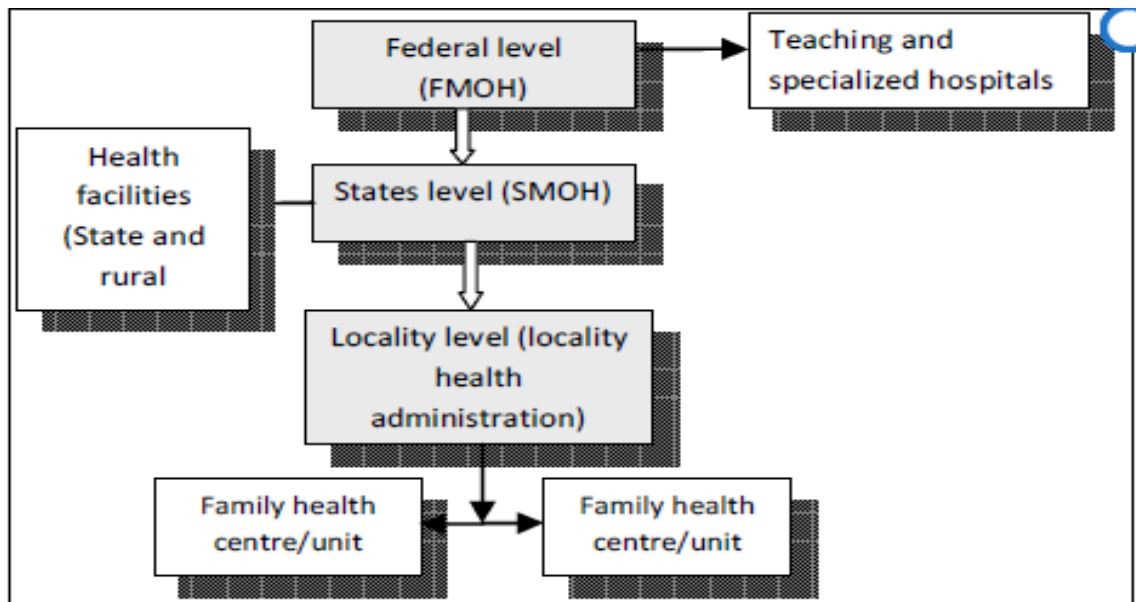 Federal level
(FMOH)
Teaching and
specialized hospitals
Health
facilities
(State and
rural
States level (SMOH)
Locality level (locality
health
administration)
Family health
centre/unit
Family health
centre/unit